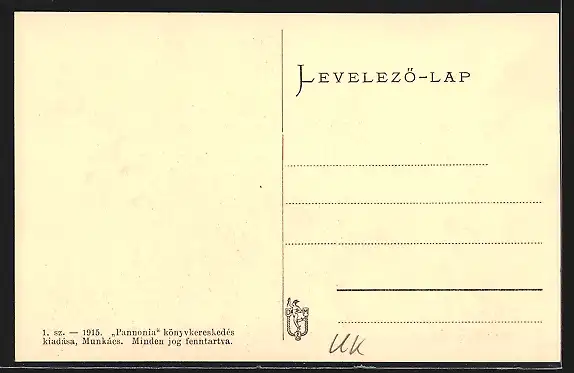 LEVELEZŐ-LAP
1. sz. — 1915. „Pannonia“ könyvkereskedés
kiadása, Munkács. Minden jog fenntartva.
UK